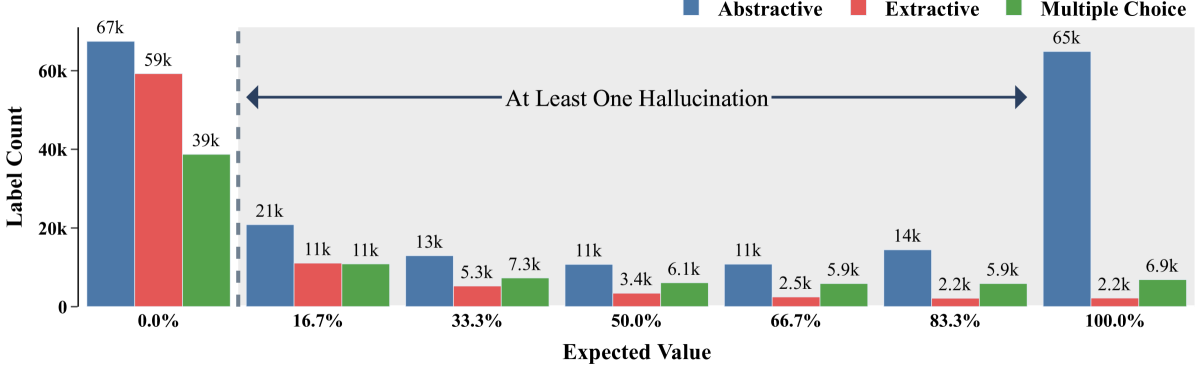 Abstractive Extractive Multiple Choice
67k 59k 39k 21k 11k 11k 13k 5.3k 7.3k 11k 3.4k 6.1k 11k 2.5k 5.9k 14k 2.2k 5.9k 65k 2.2k 6.9k
At Least One Hallucination
Label Count
60k
40k
20k
0
0.0% 16.7% 33.3% 50.0% 66.7% 83.3% 100.0%
Expected Value